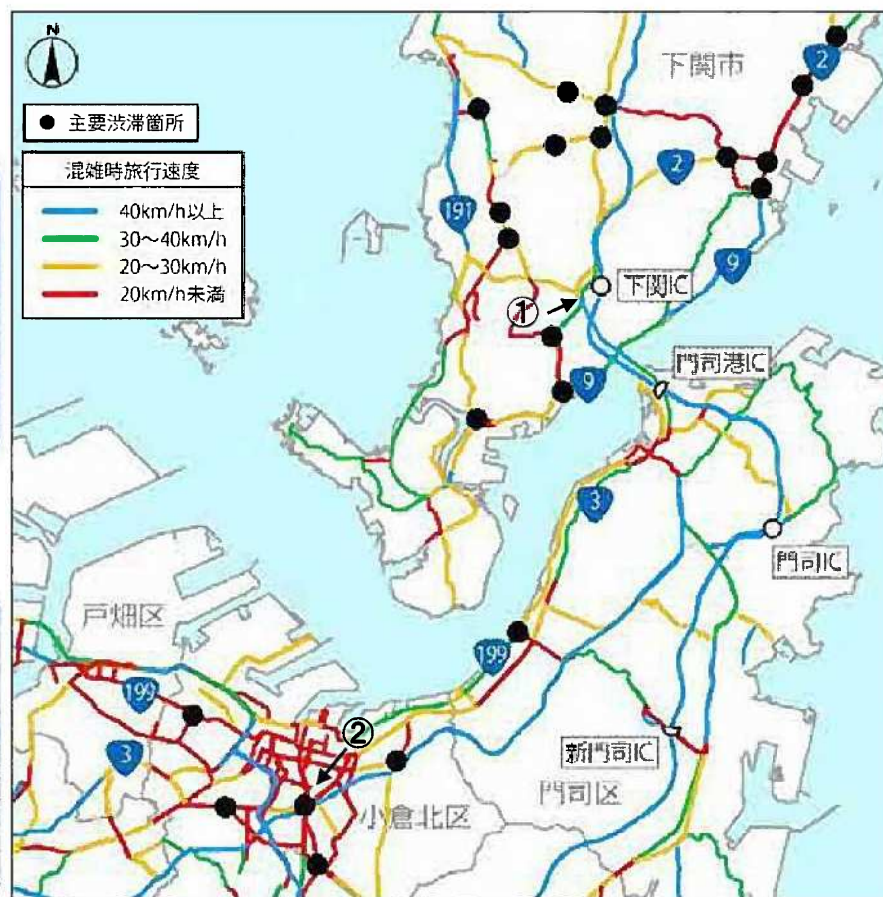 N
● 主要渋滞箇所
混雑時旅行速度
40km/h以上
30～40km/h
20～30km/h
20km/h未満
下関市
2
2
191
9
下関IC
①
9
門司港IC
3
門司IC
戸畑区
199
199
3
②
新門司IC
門司区
小倉北区